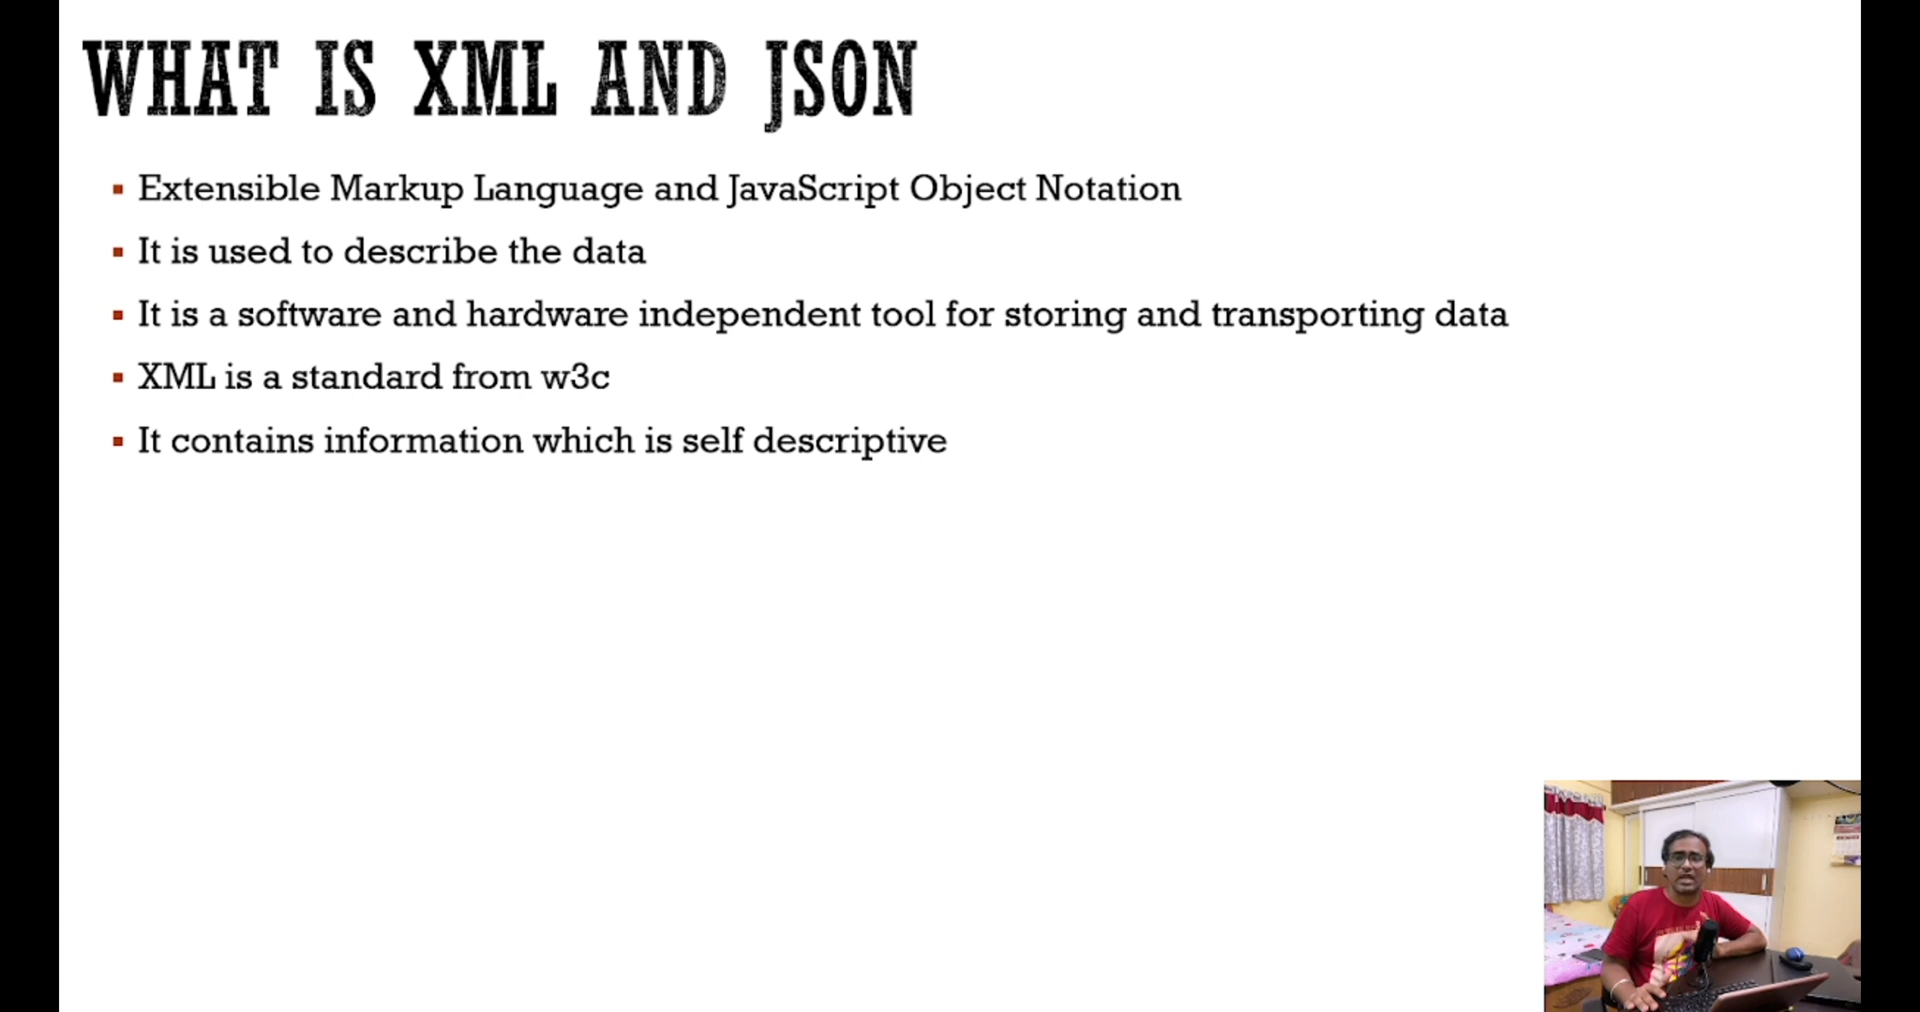 WHAT IS XML AND JSON
Extensible Markup Language and JavaScript Object Notation
It is used to describe the data
It is a software and hardware independent tool for storing and transporting data
XML is a standard from w3c
It contains information which is self descriptive